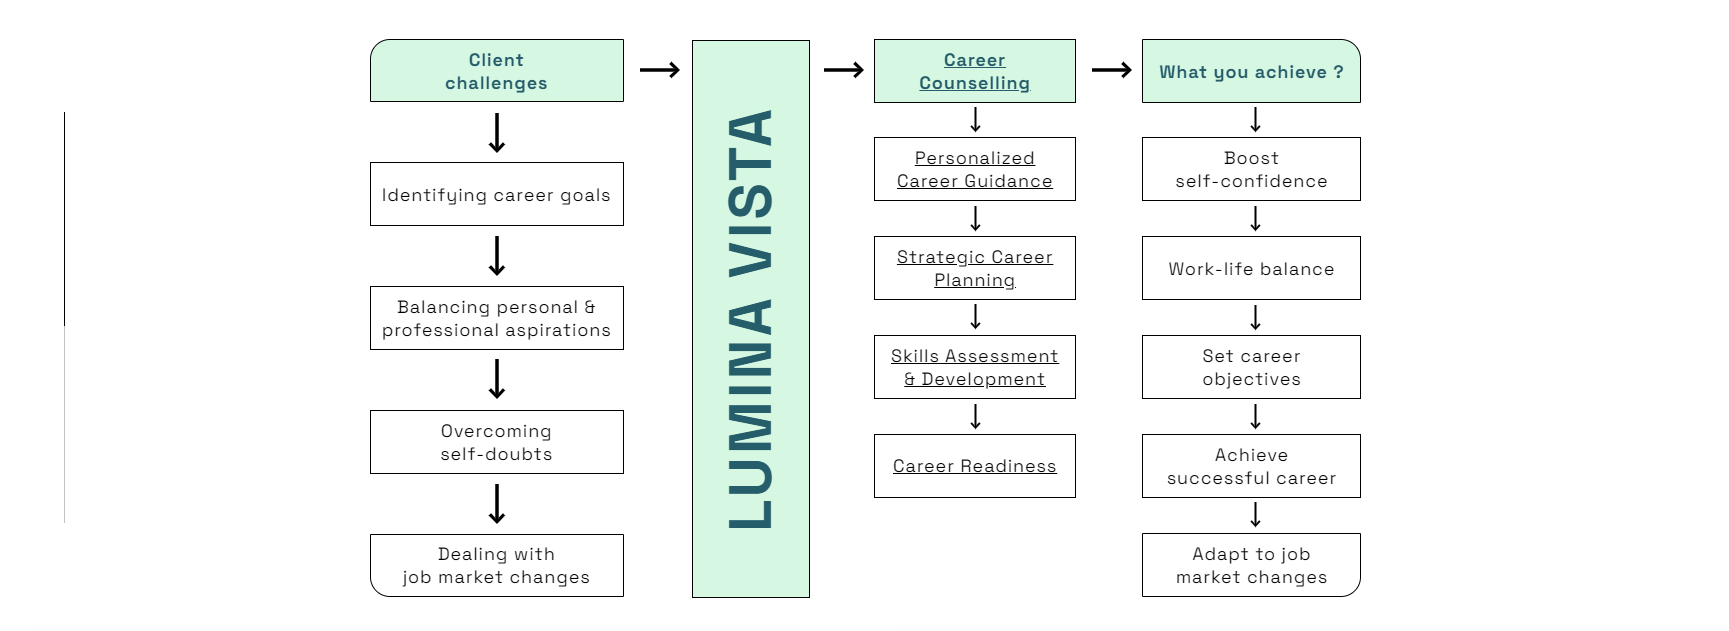 Client
challenges
Identifying career goals
Balancing personal &
professional aspirations
Overcoming
self-doubts
Dealing with
job market changes
LUMINA VISTA
Career
Counselling
Personalized
Career Guidance
Strategic Career
Planning
Skills Assessment
& Development
Career Readiness
What you achieve ?
Boost
self-confidence
Work-life balance
Set career
objectives
Achieve
successful career
Adapt to job
market changes